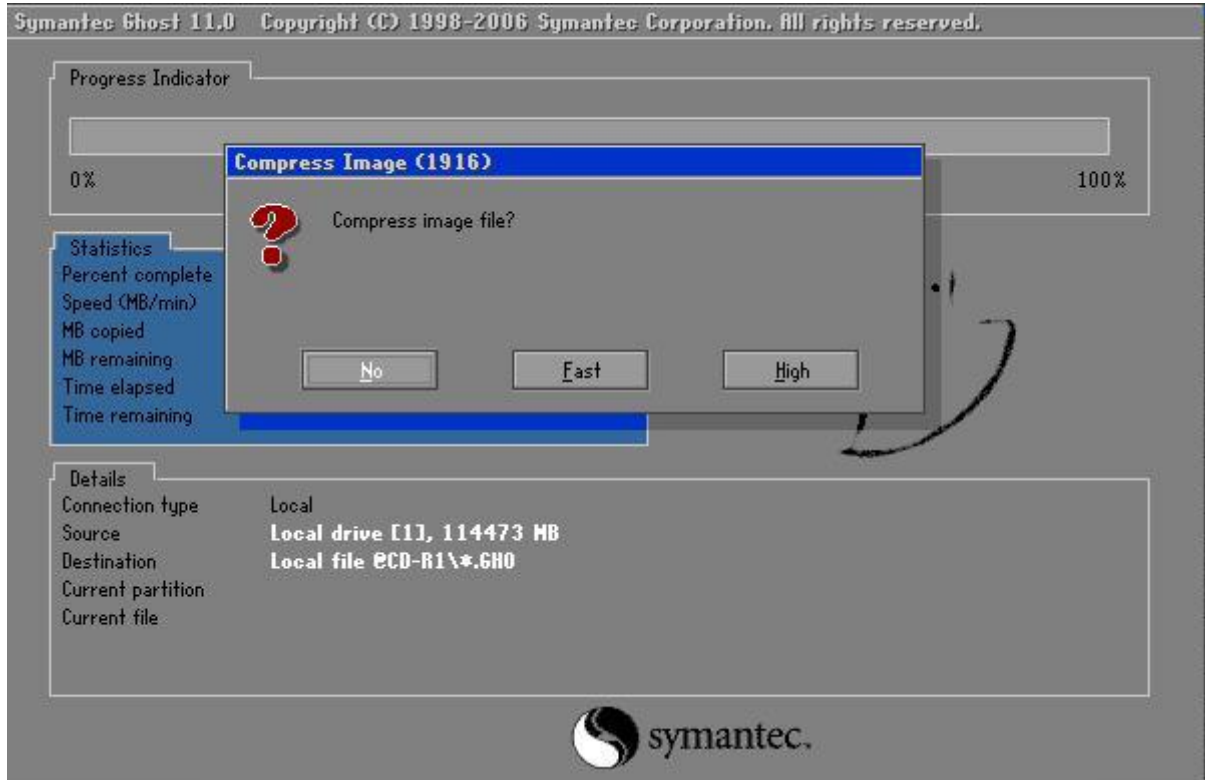 Symantec Ghost 11.0 Copyright (C) 1998-2006 Symantec Corporation. All rights reserved.
Progress Indicator
0%
100%
Compress Image (1916)
Compress image file?
No
Fast
High
Statistics
Percent complete
Speed (MB/min)
MB copied
MB remaining
Time elapsed
Time remaining
Details
Connection type Local
Source Local drive [1], 114473 MB
Destination Local file @CD-R1\*.GHO
Current partition
Current file
symantec.